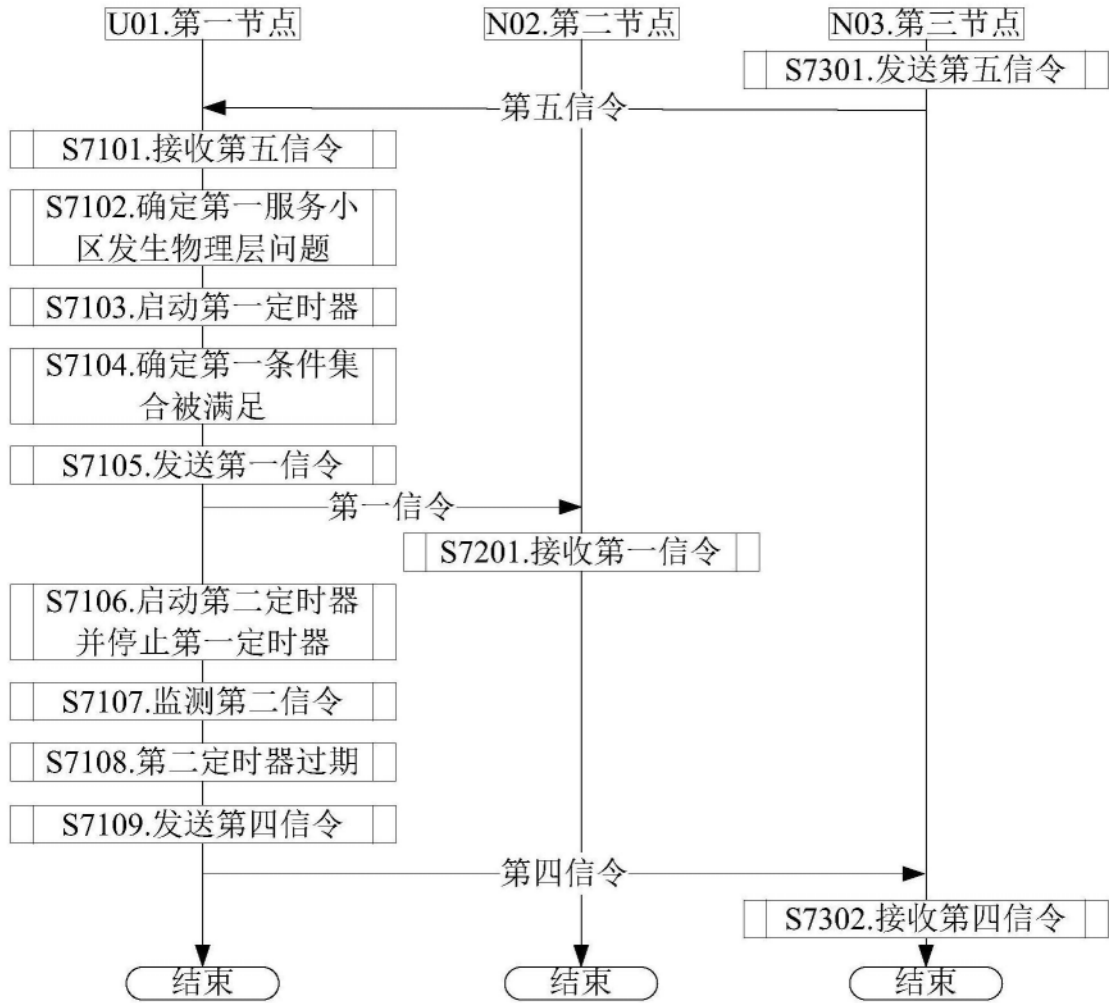 U01.第一节点
N02.第二节点
N03.第三节点
S7301.发送第五信令
第五信令
S7101.接收第五信令
S7102.确定第一服务小
区发生物理层问题
S7103.启动第一定时器
S7104.确定第一条件集
合被满足
S7105.发送第一信令
第一信令
S7201.接收第一信令
S7106.启动第二定时器
并停止第一定时器
S7107.监测第二信令
S7108.第二定时器过期
S7109.发送第四信令
第四信令
S7302.接收第四信令
结束
结束
结束